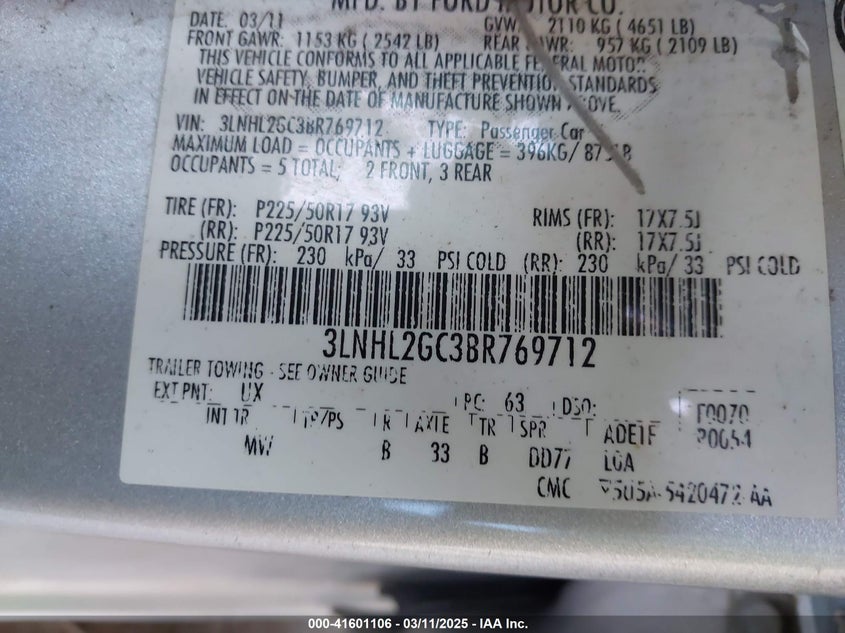 MFD. BY FORD MOTOR CO.
DATE: 03/11 GVW: 2110 KG ( 4651 LB)
FRONT GAWR: 1153 KG ( 2542 LB) REAR GAWR: 957 KG ( 2109 LB)
THIS VEHICLE CONFORMS TO ALL APPLICABLE FEDERAL MOTOR
VEHICLE SAFETY, BUMPER, AND THEFT PREVENTION STANDARDS
IN EFFECT ON THE DATE OF MANUFACTURE SHOWN ABOVE.
VIN: 3LNHL2GC3BR769712 TYPE: Passenger Car
MAXIMUM LOAD = OCCUPANTS + LUGGAGE = 396KG/
OCCUPANTS = 5 TOTAL; 2 FRONT, 3 REAR
TIRE (FR): P225/50R17 93V RIMS (FR): 17X7.5J
(RR): P225/50R17 93V (RR): 17X7.5J
PRESSURE (FR): 230 kPa/ 33 PSI COLD (RR): 230 kPa/ 33 PSI COLD
3LNHL2GC3BR769712
TRAILER TOWING - SEE OWNER GUIDE
EXT PNT: UX RC: 63 DSO:
INT TR TP/PS R AXLE TR SPR
MW B 33 B DD77
CMC
000-41601106 - 03/11/2025 - IAA Inc.